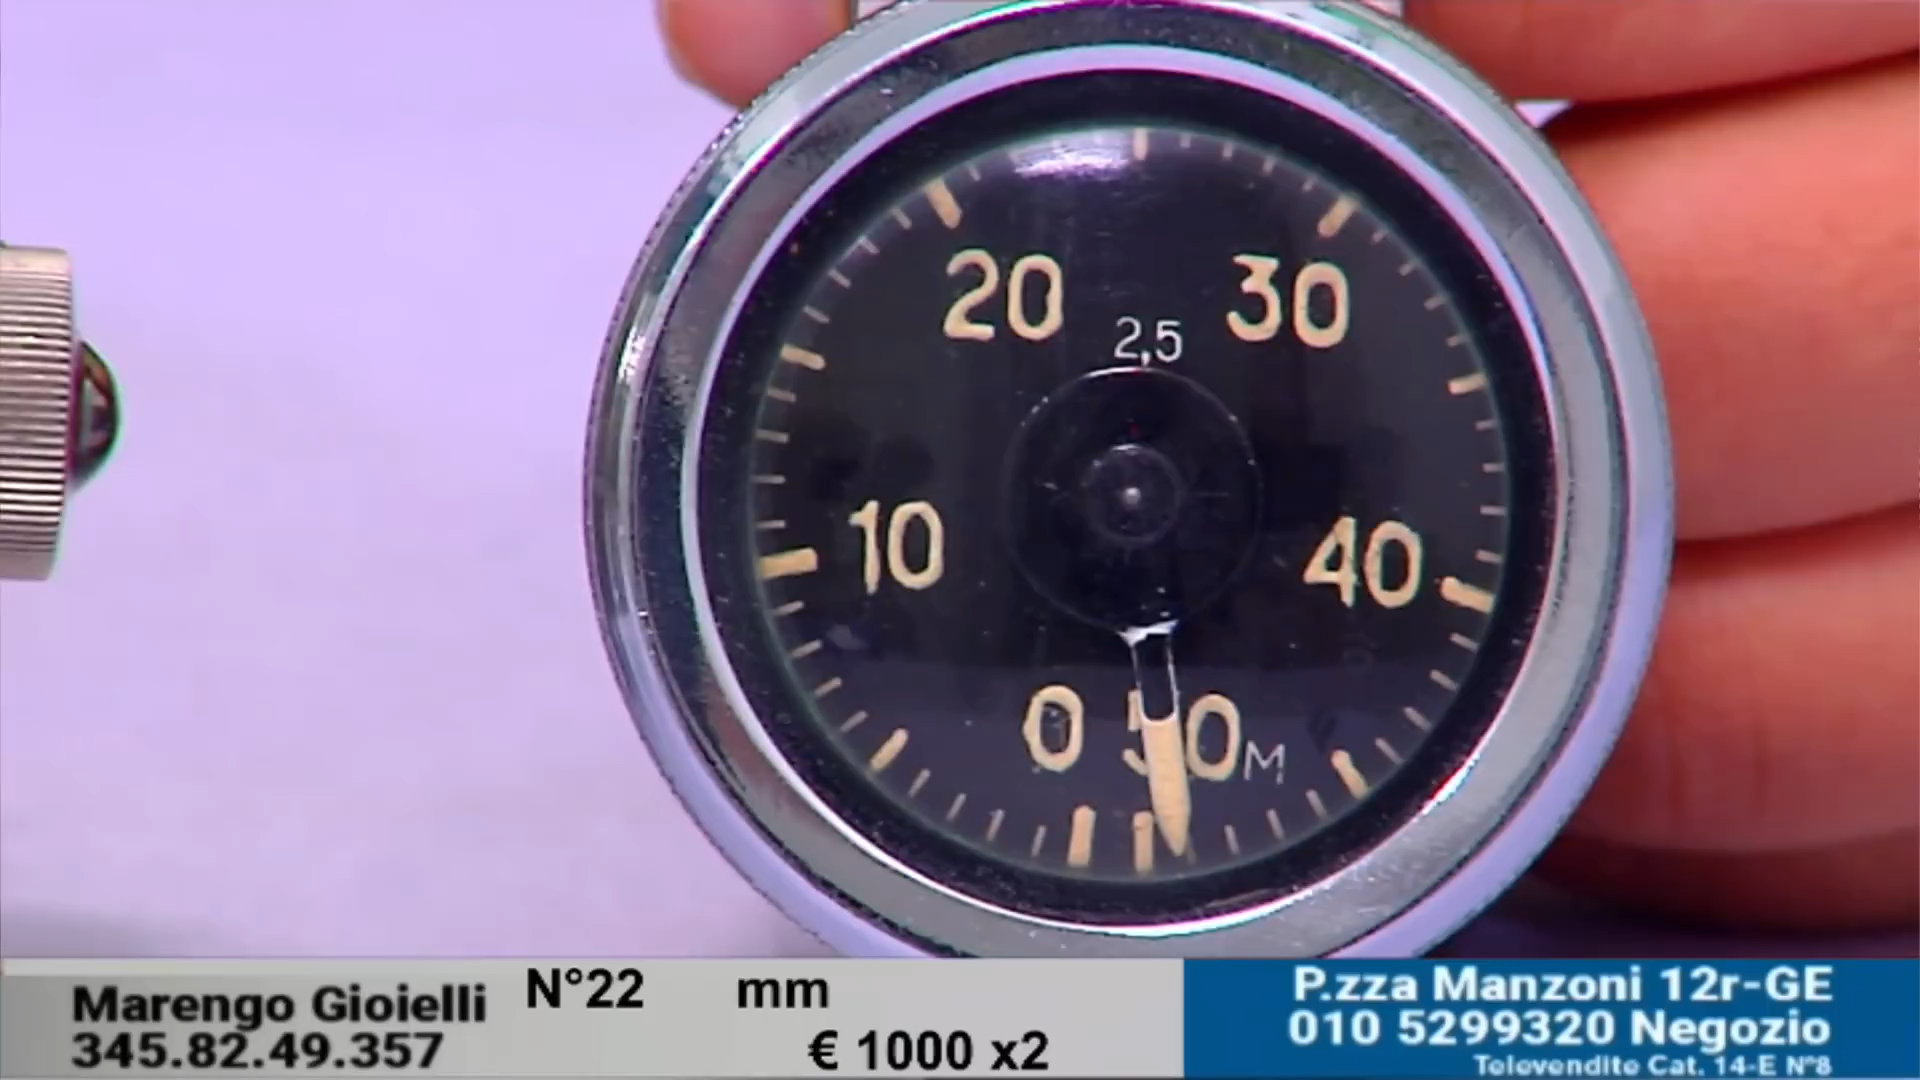 20 30
2,5
10 40
0 50 M
Marengo Gioielli
345.82.49.357
N°22 mm
€ 1000 x2
P.zza Manzoni 12r-GE
010 5299320 Negozio
Televendite Cat. 14-E N°8